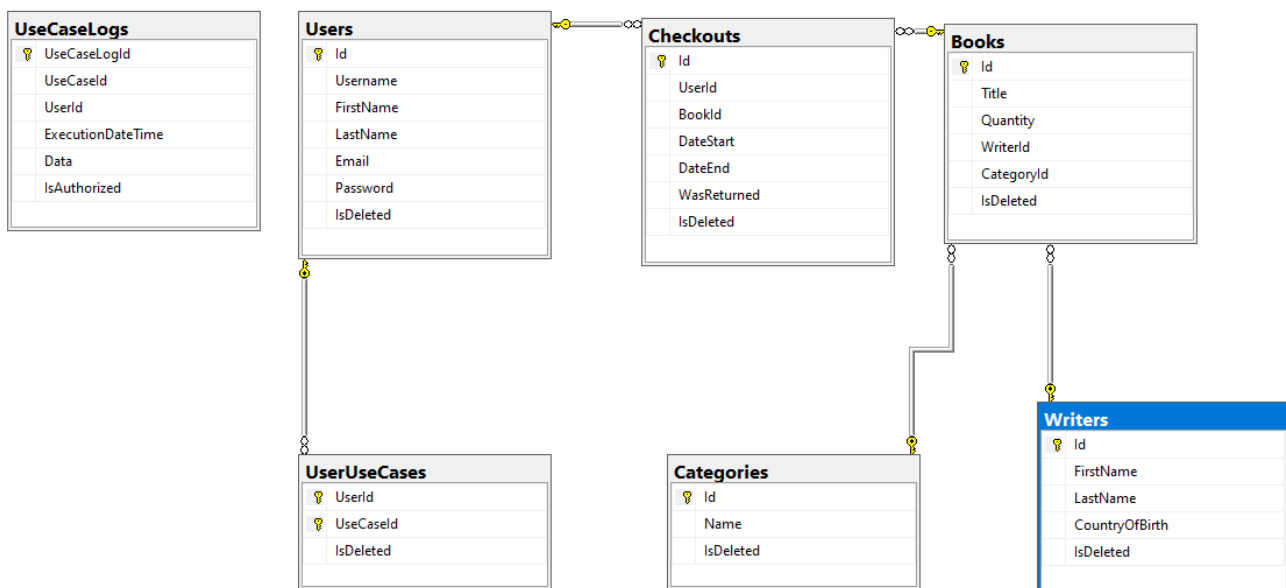 UseCaseLogs
UseCaseLogId
UseCaseId
UserId
ExecutionDateTime
Data
IsAuthorized
Users
Id
Username
FirstName
LastName
Email
Password
IsDeleted
Checkouts
Id
UserId
BookId
DateStart
DateEnd
WasReturned
IsDeleted
Books
Id
Title
Quantity
WriterId
CategoryId
IsDeleted
UserUseCases
UserId
UseCaseId
IsDeleted
Categories
Id
Name
IsDeleted
Writers
Id
FirstName
LastName
CountryOfBirth
IsDeleted